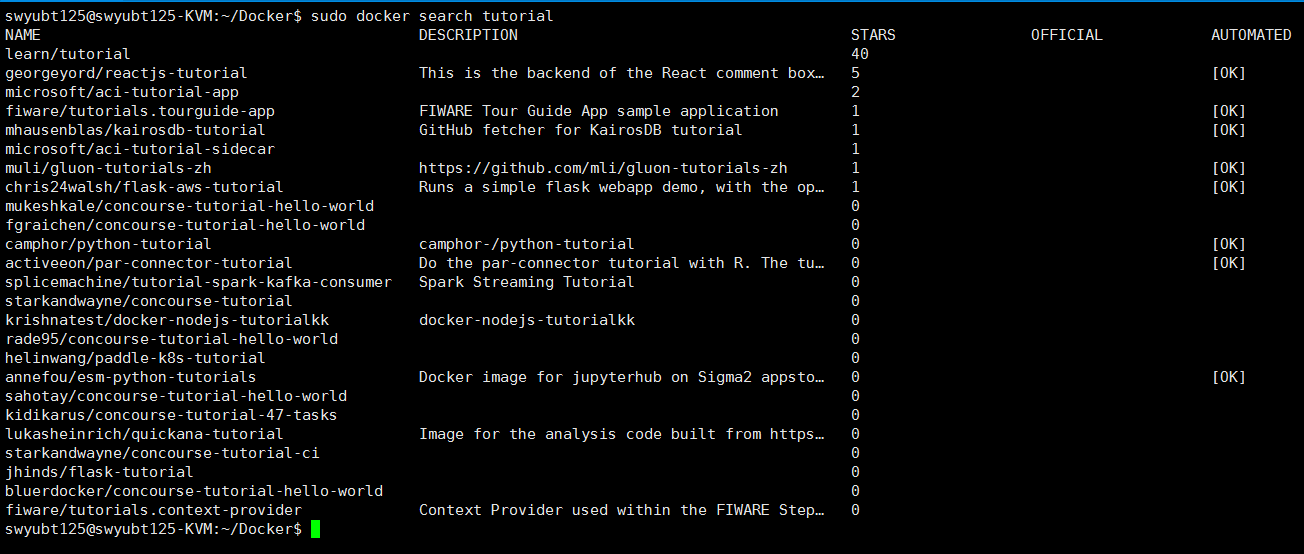 swyubt125@swyubt125-KVM:~/Docker$ sudo docker search tutorial
NAME DESCRIPTION STARS OFFICIAL AUTOMATED
learn/tutorial 40
georgeyord/reactjs-tutorial This is the backend of the React comment box… 5 [OK]
microsoft/aci-tutorial-app 2
fiware/tutorials.tourguide-app FIWARE Tour Guide App sample application 1 [OK]
mhausenblas/kairosdb-tutorial GitHub fetcher for KairosDB tutorial 1 [OK]
microsoft/aci-tutorial-sidecar 1
muli/gluon-tutorials-zh https://github.com/mli/gluon-tutorials-zh 1 [OK]
chris24walsh/flask-aws-tutorial Runs a simple flask webapp demo, with the op… 1 [OK]
mukeshkale/concourse-tutorial-hello-world 0
fgraichen/concourse-tutorial-hello-world 0
camphor/python-tutorial camphor-/python-tutorial 0 [OK]
activeeon/par-connector-tutorial Do the par-connector tutorial with R. The tu… 0 [OK]
splicemachine/tutorial-spark-kafka-consumer Spark Streaming Tutorial 0
starkandwayne/concourse-tutorial 0
krishnatest/docker-nodejs-tutorialkk docker-nodejs-tutorialkk 0
rade95/concourse-tutorial-hello-world 0
helinwang/paddle-k8s-tutorial 0
annefou/esm-python-tutorials Docker image for jupyterhub on Sigma2 appsto… 0 [OK]
sahotay/concourse-tutorial-hello-world 0
kidikarus/concourse-tutorial-47-tasks 0
lukasheinrich/quickana-tutorial Image for the analysis code built from https… 0
starkandwayne/concourse-tutorial-ci 0
jhinds/flask-tutorial 0
bluerdocker/concourse-tutorial-hello-world 0
fiware/tutorials.context-provider Context Provider used within the FIWARE Step… 0
swyubt125@swyubt125-KVM:~/Docker$